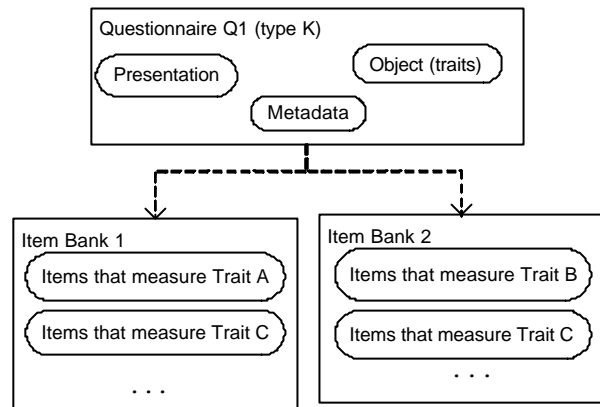 Questionnaire Q1 (type K)
Presentation
Object (traits)
Metadada
Item Bank 1
Items that measure Trait A
Items that measure Trait C
. . .
Item Bank 2
Items that measure Trait B
Items that measure Trait C
. . .